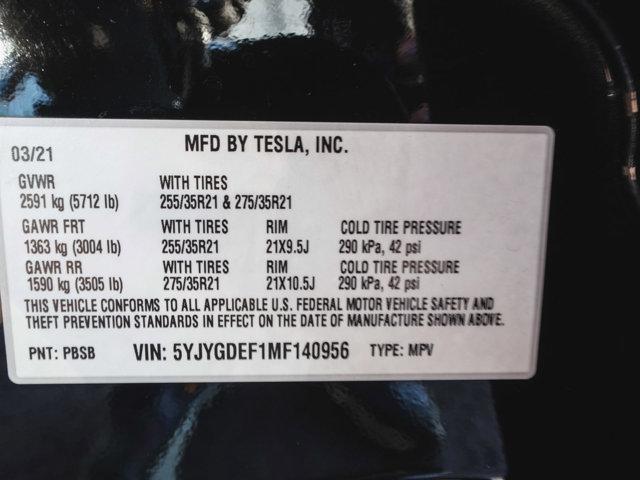 MFD BY TESLA, INC.
03/21
GVWR WITH TIRES
2591 kg (5712 lb) 255/35R21 & 275/35R21
GAWR FRT WITH TIRES RIM COLD TIRE PRESSURE
1363 kg (3004 lb) 255/35R21 21X9.5J 290 kPa, 42 psi
GAWR RR WITH TIRES RIM COLD TIRE PRESSURE
1590 kg (3505 lb) 275/35R21 21X10.5J 290 kPa, 42 psi
THIS VEHICLE CONFORMS TO ALL APPLICABLE U.S. FEDERAL MOTOR VEHICLE SAFETY AND
THEFT PREVENTION STANDARDS IN EFFECT ON THE DATE OF MANUFACTURE SHOWN ABOVE.
PNT: PBSB VIN: 5YJYGDEF1MF140956 TYPE: MPV